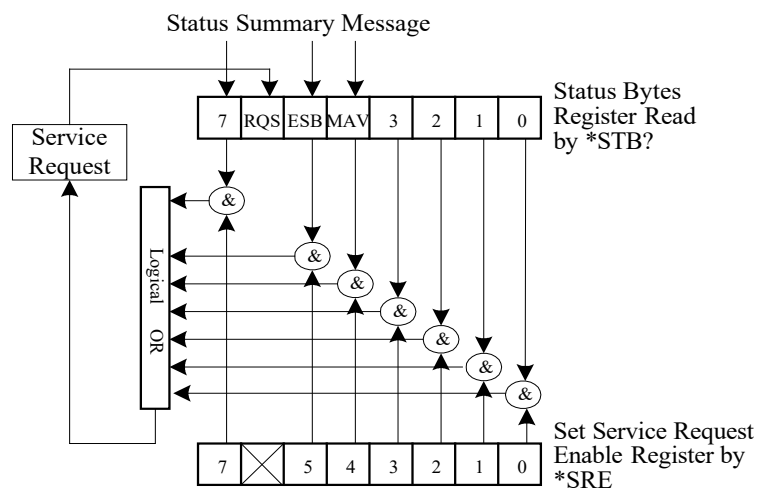 Status Summary Message
Status Bytes
Register Read
by *STB?
7 RQS ESB MAV 3 2 1 0
Service
Request
&
Logical OR
&
&
&
&
&
&
Set Service Request
Enable Register by
*SRE
7 5 4 3 2 1 0